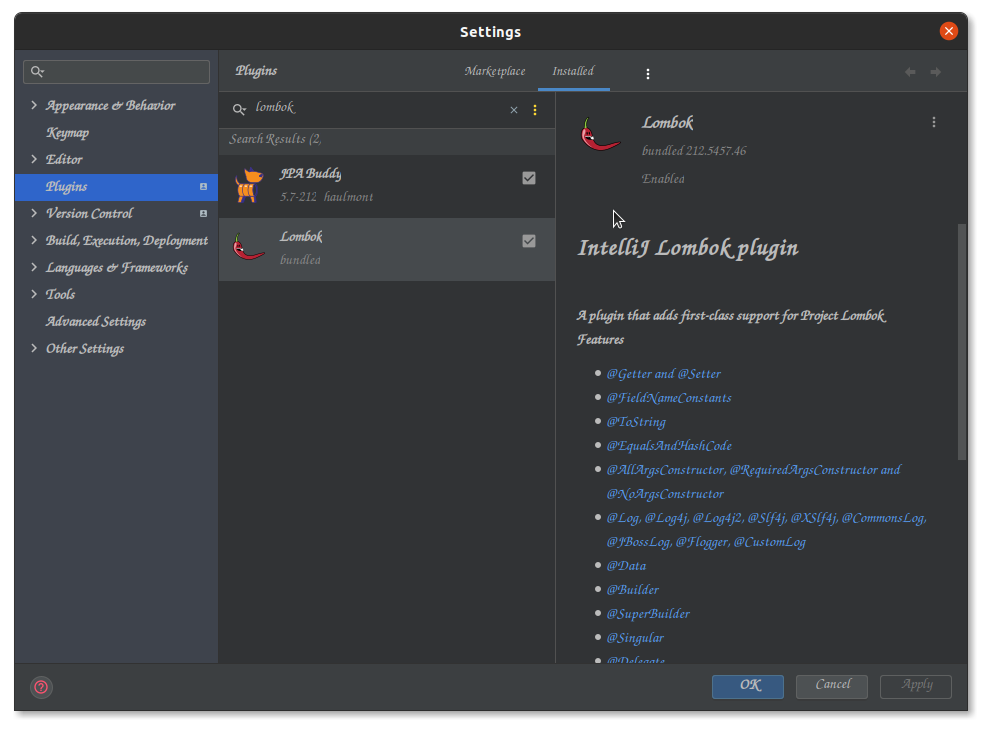 Settings
Plugins
Marketplace
Installed
Appearance & Behavior
Keymap
Editor
Plugins
Version Control
Build, Execution, Deployment
Languages & Frameworks
Tools
Advanced Settings
Other Settings
lombok
Search Results (2)
JPA Buddy
5.7-212 haulmont
Lombok
bundled
Lombok
bundled 212.5457.46
Enabled
IntelliJ Lombok plugin
A plugin that adds first-class support for Project Lombok
Features
@Getter and @Setter
@FieldNameConstants
@ToString
@EqualsAndHashCode
@AllArgsConstructor, @RequiredArgsConstructor and
@NoArgsConstructor
@Log, @Log4j, @Log4j2, @Slf4j, @XSlf4j, @CommonsLog,
@JBossLog, @Flogger, @CustomLog
@Data
@Builder
@SuperBuilder
@Singular
@Delegate
OK
Cancel
Apply